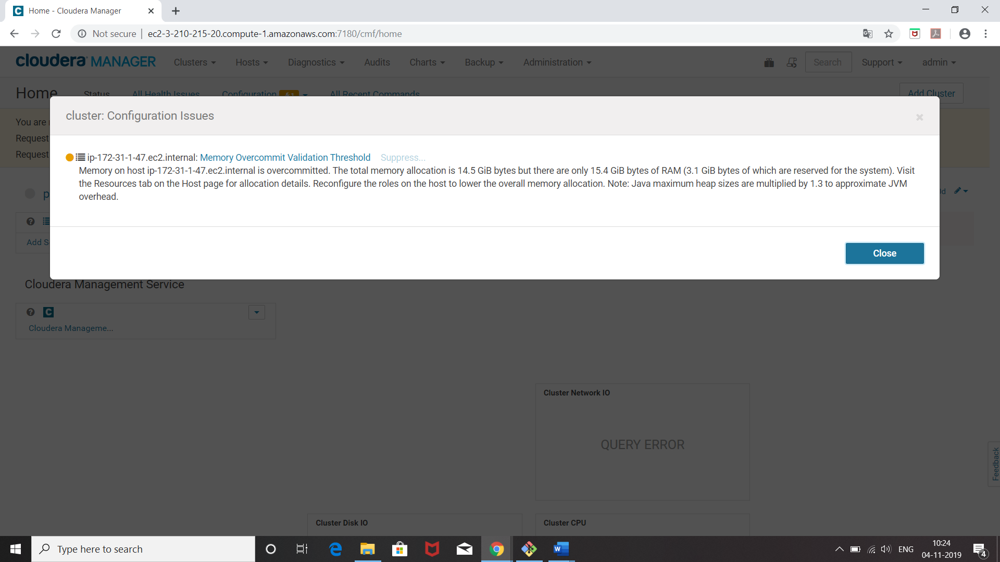 Home - Cloudera Manager
Not secure
ec2-3-210-215-20.compute-1.amazonaws.com:7180/cmf/home
cloudera MANAGER
Clusters
Hosts
Diagnostics
Audits
Charts
Backup
Administration
Search
Support
admin
Home
Status
All Health Issues
Configuration
All Recent Commands
Add Cluster
You are
Request
Request
cluster: Configuration Issues
ip-172-31-1-47.ec2.internal: Memory Overcommit Validation Threshold Suppress...
Memory on host ip-172-31-1-47.ec2.internal is overcommitted. The total memory allocation is 14.5 GiB bytes but there are only 15.4 GiB bytes of RAM (3.1 GiB bytes of which are reserved for the system). Visit
the Resources tab on the Host page for allocation details. Reconfigure the roles on the host to lower the overall memory allocation. Note: Java maximum heap sizes are multiplied by 1.3 to approximate JVM
overhead.
Add S
Close
Cloudera Management Service
Cloudera Manageme...
Cluster Network IO
QUERY ERROR
Feedback
Cluster Disk IO
Cluster CPU
Type here to search
ENG
10:24
04-11-2019
4